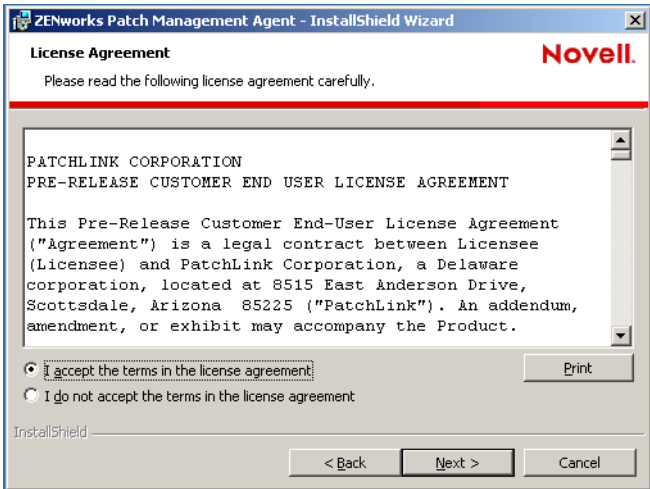 ZENworks Patch Management Agent - InstallShield Wizard
License Agreement
Novell.
Please read the following license agreement carefully.
PATCHLINK CORPORATION
PRE-RELEASE CUSTOMER END USER LICENSE AGREEMENT
This Pre-Release Customer End-User License Agreement
("Agreement") is a legal contract between Licensee
(Licensee) and PatchLink Corporation, a Delaware
corporation, located at 8515 East Anderson Drive,
Scottsdale, Arizona  85225 ("PatchLink"). An addendum,
amendment, or exhibit may accompany the Product.
I accept the terms in the license agreement
Print
I do not accept the terms in the license agreement
InstallShield
< Back
Next >
Cancel